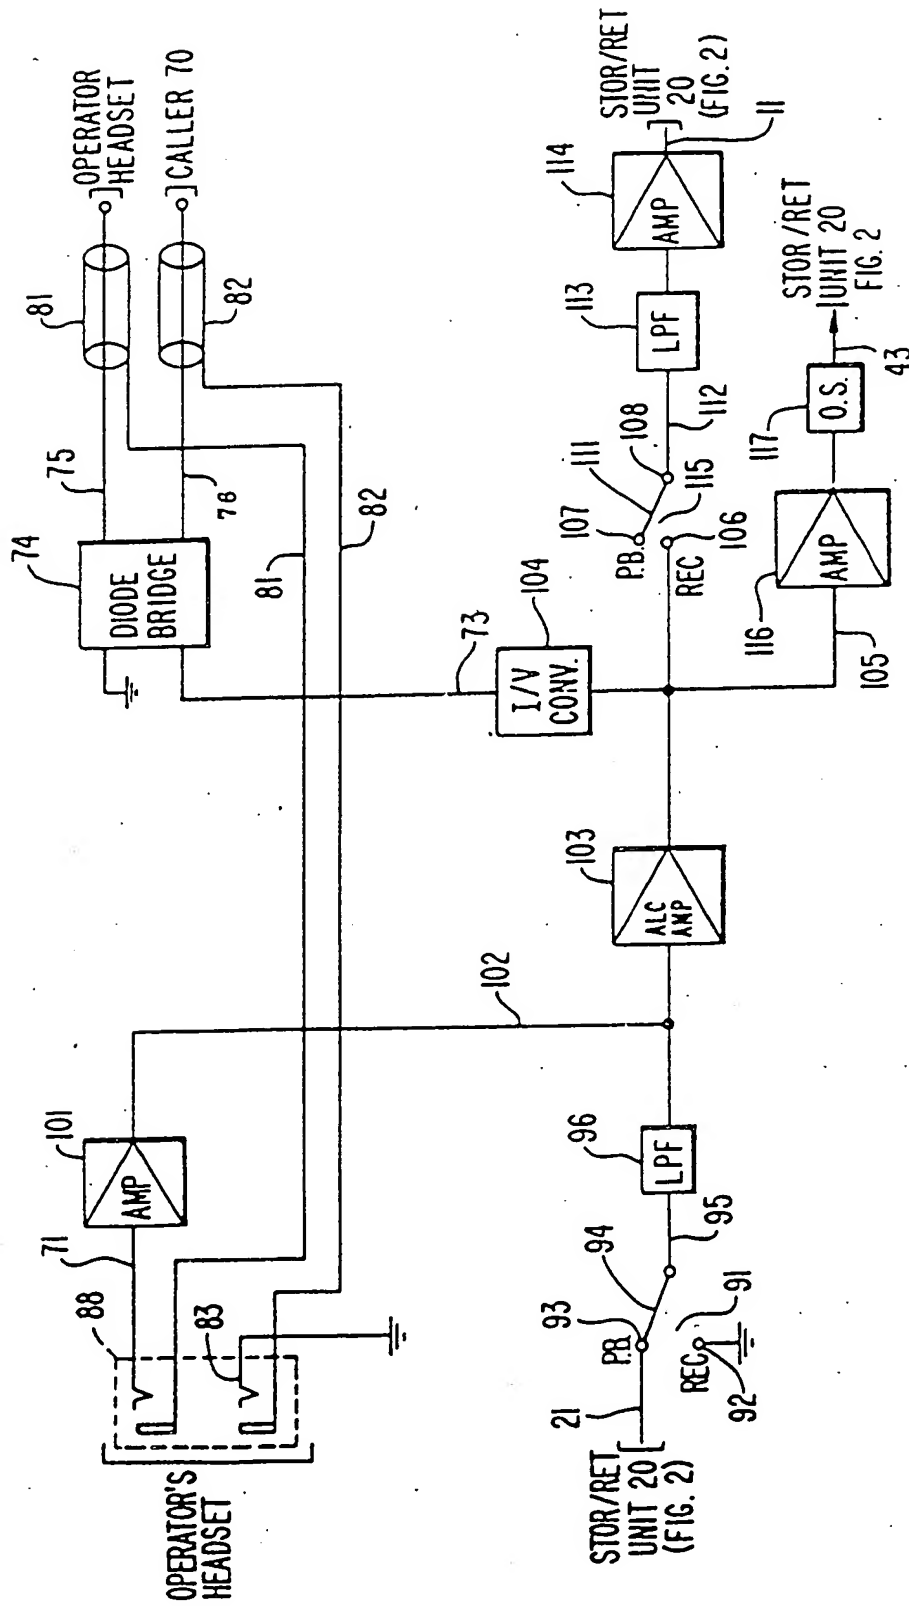 OPERATOR'S
HEADSET
88
71
83
101
AMP
102
81
82
74
DIODE
BRIDGE
75
76
81
82
OPERATOR
HEADSET
CALLER 70
STOR/RET
UNIT 20
(FIG. 2)
21
P.B.
93
94
REC
92
91
95
96
LPF
103
ALC
AMP
73
104
I/V
CONV.
P.B.
107
111
108
115
REC
106
112
113
LPF
114
AMP
11
STOR/RET
UNIT
20
(FIG. 2)
105
116
AMP
117
O.S.
43
STOR/RET
UNIT 20
FIG. 2